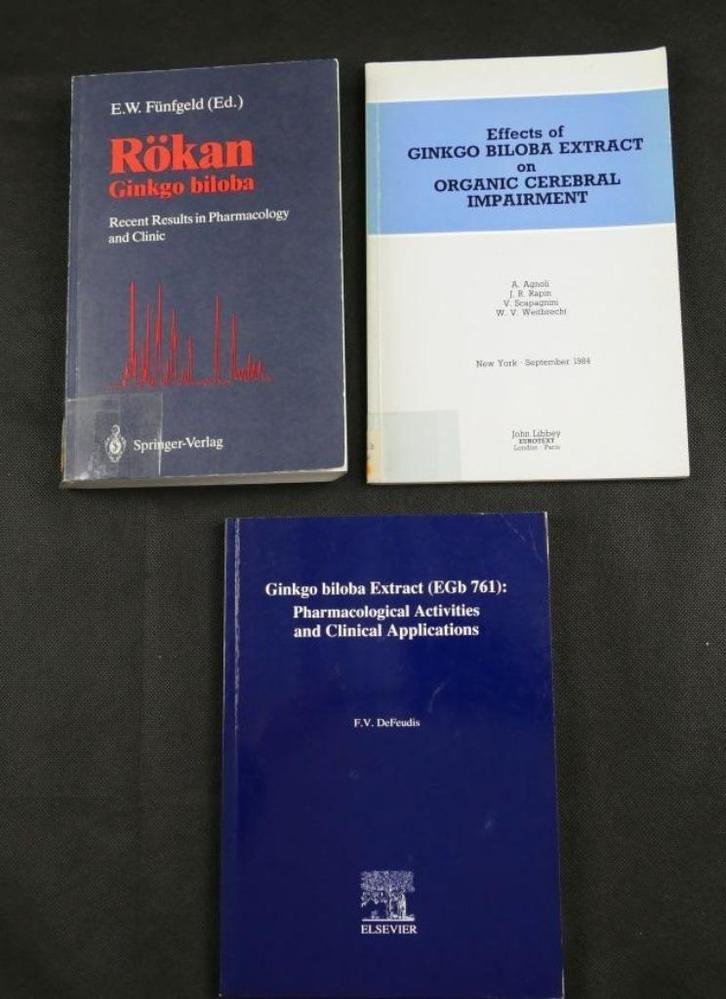 E.W. Fünfgeld (Ed.)
Rökan
Ginkgo biloba
Recent Results in Pharmacology
and Clinic
Springer-Verlag
Effects of
GINKGO BILOBA EXTRACT
on
ORGANIC CEREBRAL
IMPAIRMENT
A. Agnoli
J. R. Rapin
V. Scapagnini
W. V. Weitbrecht
New York · September 1984
John Libbey
EUROTEXT
London · Paris
Ginkgo biloba Extract (EGb 761):
Pharmacological Activities
and Clinical Applications
F.V. DeFeudis
ELSEVIER